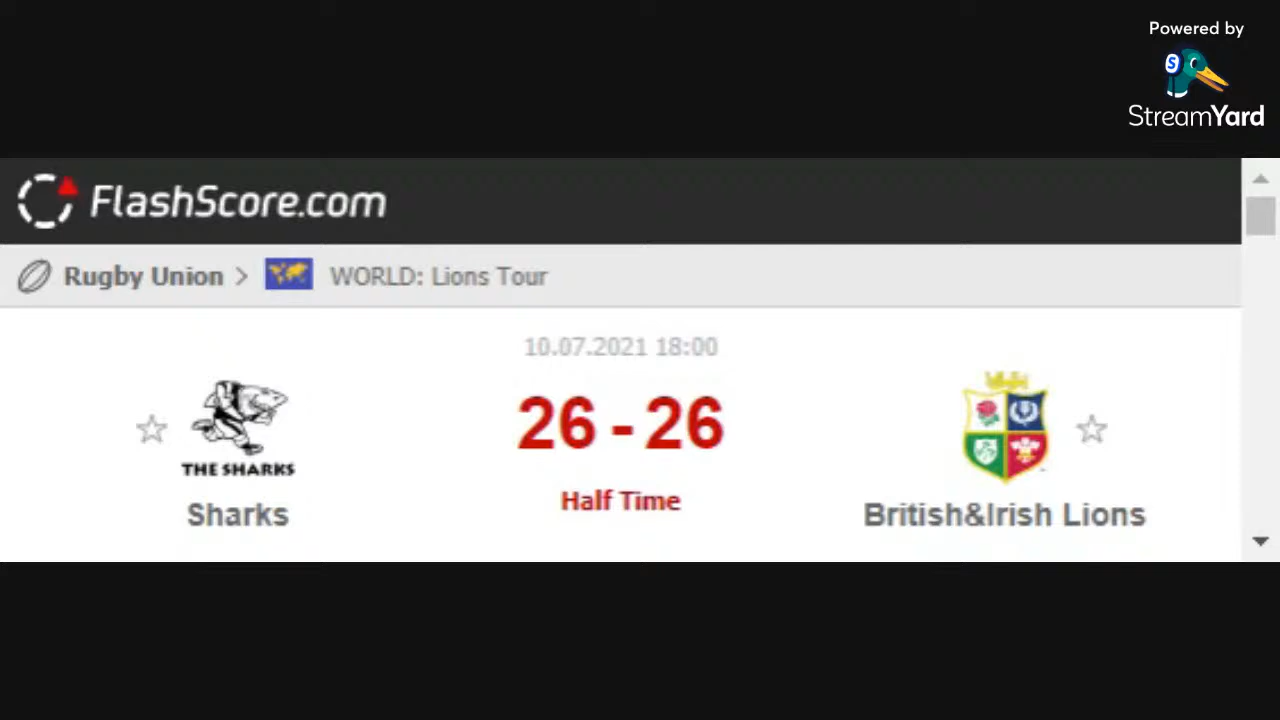 Powered by
S
StreamYard
FlashScore.com
Rugby Union > WORLD: Lions Tour
10.07.2021 18:00
26 - 26
THE SHARKS
Half Time
Sharks
British&Irish Lions